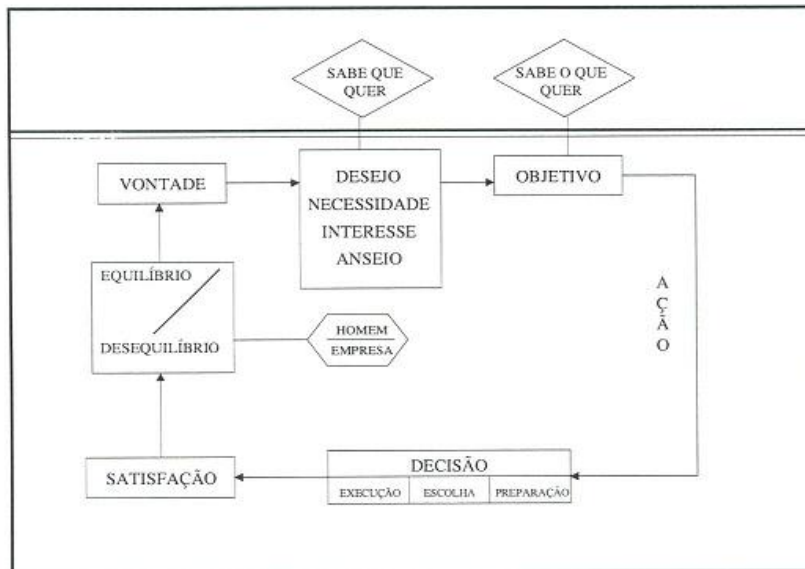 SABE QUE
QUER
SABE O QUE
QUER
VONTADE
DESEJO
NECESSIDADE
INTERESSE
ANSEIO
OBJETIVO
EQUILÍBRIO
DESEQUILÍBRIO
HOMEM
EMPRESA
A
Ç
Ã
O
SATISFAÇÃO
DECISÃO
EXECUÇÃO ESCOLHA PREPARAÇÃO